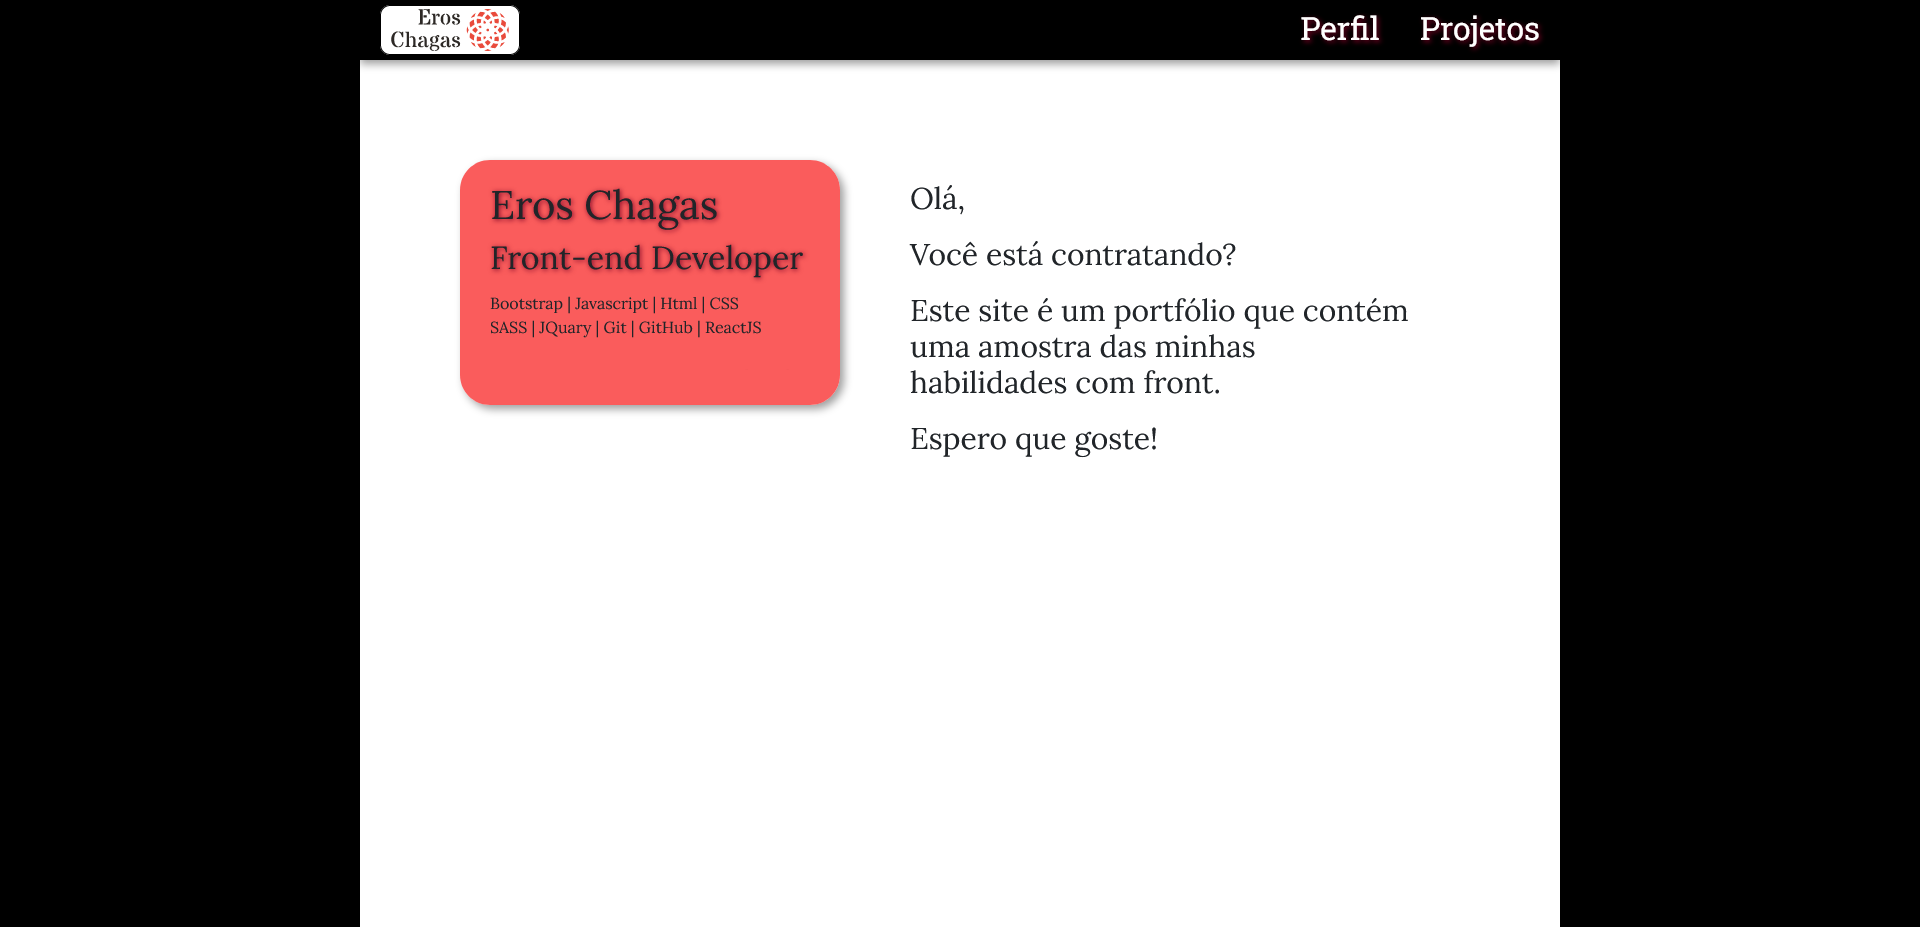 Eros
Chagas
Perfil
Projetos
Eros Chagas
Front-end Developer
Bootstrap | Javascript | Html | CSS
SASS | JQuary | Git | GitHub | ReactJS
Olá,
Você está contratando?
Este site é um portfólio que contém
uma amostra das minhas
habilidades com front.
Espero que goste!